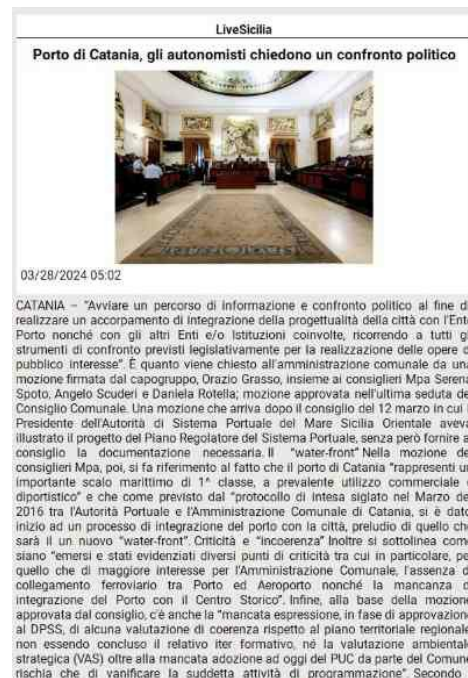 LiveSicilia
Porto di Catania, gli autonomisti chiedono un confronto politico
03/28/2024 05:02
CATANIA – "Avviare un percorso di informazione e confronto politico al fine di
realizzare un accorpamento di integrazione della progettualità della città con l'Ente
Porto nonché con gli altri Enti e/o Istituzioni coinvolte, ricorrendo a tutti gli
strumenti di confronto previsti legislativamente per la realizzazione delle opere di
pubblico interesse". È quanto viene chiesto all'amministrazione comunale da una
mozione firmata dal capogruppo, Orazio Grasso, insieme ai consiglieri Mpa Serena
Spoto, Angelo Scuderi e Daniela Rotella; mozione approvata nell'ultima seduta del
Consiglio Comunale. Una mozione che arriva dopo il consiglio del 12 marzo in cui il
Presidente dell'Autorità di Sistema Portuale del Mare Sicilia Orientale aveva
illustrato il progetto del Piano Regolatore del Sistema Portuale, senza però fornire al
consiglio la documentazione necessaria. Il "water-front" Nella mozione dei
consiglieri Mpa, poi, si fa riferimento al fatto che il porto di Catania "rappresenti un
importante scalo marittimo di 1^ classe, a prevalente utilizzo commerciale e
diportistico" e che come previsto dal "protocollo di intesa siglato nel Marzo del
2016 tra l'Autorità Portuale e l'Amministrazione Comunale di Catania, si è dato
inizio ad un processo di integrazione del porto con la città, preludio di quello che
sarà il un nuovo "water-front". Criticità e "incoerenza" Inoltre si sottolinea come
siano "emersi e stati evidenziati diversi punti di criticità tra cui in particolare, per
quello che di maggiore interesse per l'Amministrazione Comunale, l'assenza di
collegamento ferroviario tra Porto ed Aeroporto nonché la mancanza di
integrazione del Porto con il Centro Storico". Infine, alla base della mozione
approvata dal consiglio, c'è anche la "mancata espressione, in fase di approvazione
al DPSS, di alcuna valutazione di coerenza rispetto al piano territoriale regionale
non essendo concluso il relativo iter formativo, né la valutazione ambientale
strategica (VAS) oltre alla mancata adozione ad oggi del PUC da parte del Comune
rischia che di vanificare la suddetta attività di programmazione". Secondo